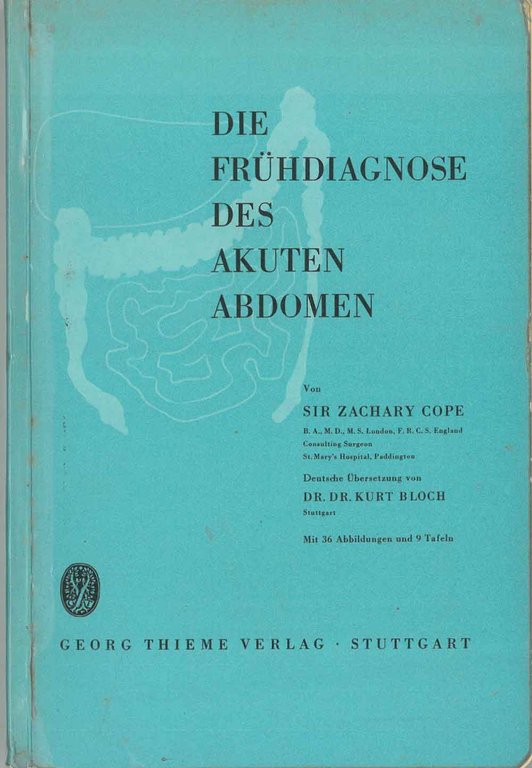 DIE
FRÜHDIAGNOSE
DES
AKUTEN
ABDOMEN
Von
SIR ZACHARY COPE
B. A., M. D., M. S. London, F. R. C. S. England
Consulting Surgeon
St. Mary's Hospital, Paddington
Deutsche Übersetzung von
DR. DR. KURT BLOCH
Stuttgart
Mit 36 Abbildungen und 9 Tafeln
GEORG THIEME VERLAG · STUTTGART